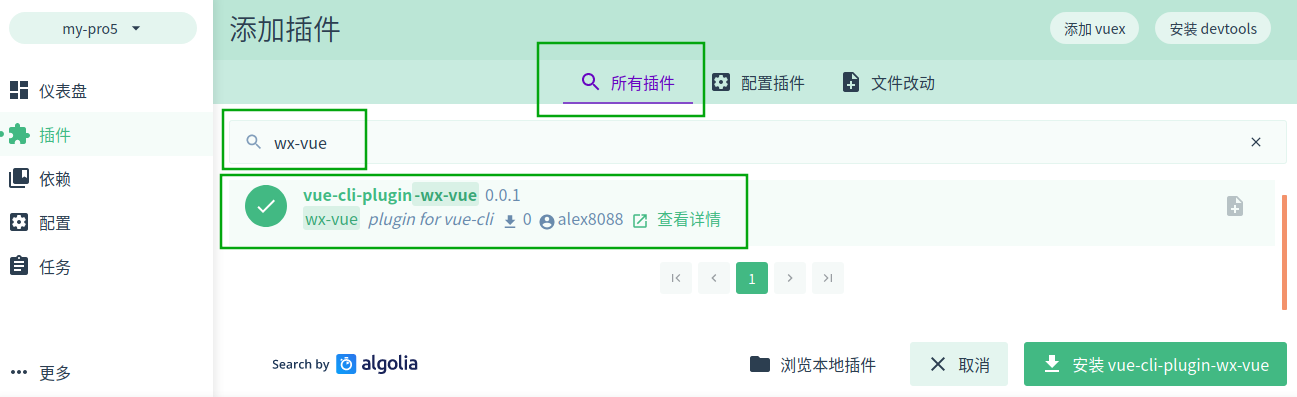 my-pro5
添加插件
添加 vuex
安装 devtools
仪表盘
插件
依赖
配置
任务
更多
所有插件
配置插件
文件改动
wx-vue
vue-cli-plugin-wx-vue 0.0.1
wx-vue plugin for vue-cli 0 alex8088 查看详情
1
Search by algolia
浏览本地插件
取消
安装 vue-cli-plugin-wx-vue